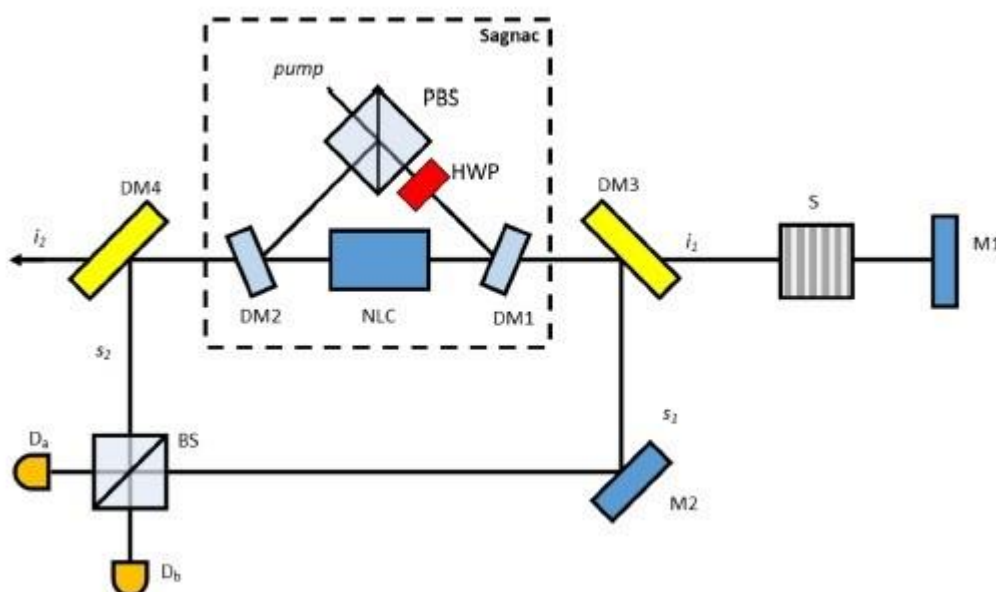 Sagnac
pump
PBS
HWP
DM4
DM3
S
M1
i2
i1
DM2
NLC
DM1
s2
s1
Da
BS
M2
Db